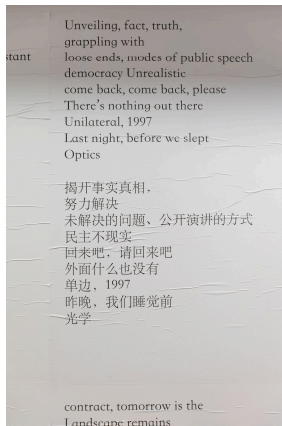 Unveiling, fact, truth,
grappling with
stant
loose ends, modes of public speech
democracy Unrealistic
come back, come back, please
There's nothing out there
Unilateral, 1997
Last night, before we slept
Optics
揭开事实真相，
努力解决
未解决的问题、公开演讲的方式
民主不现实
回来吧，请回来吧
外面什么也没有
单边，1997
昨晚，我们睡觉前
光学
contract, tomorrow is the
Landscape remains